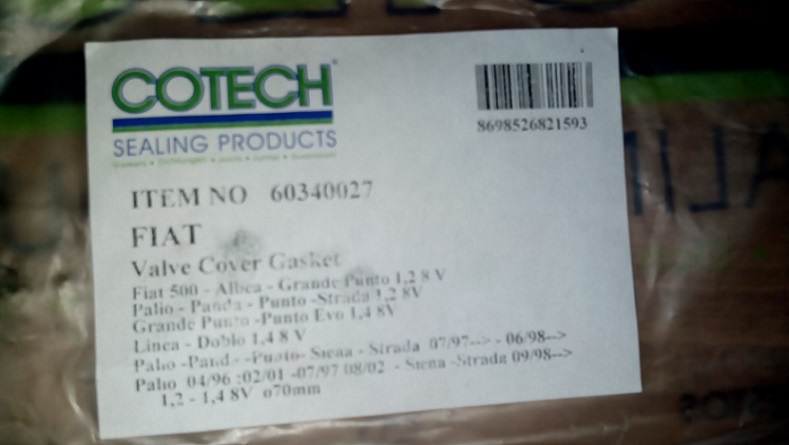 COTECH
SEALING PRODUCTS
8698526821593
ITEM NO 60340027
FIAT
Valve Cover Gasket
Fiat 500 - Albea - Grande Punto 1,2 8 V
Palio - Panda - Punto -Strada 1,2 8V
Grande Punto -Punto Evo 1,4 8V
Linea - Doblo 1,4 8 V
Palio -Pand- -Punto- Siena - Strada 07/97--> - 06/98-->
Palio 04/96 :02/01 -07/97 08/02 - Siena -Strada 09/98-->
1,2 - 1,4 8V o70mm